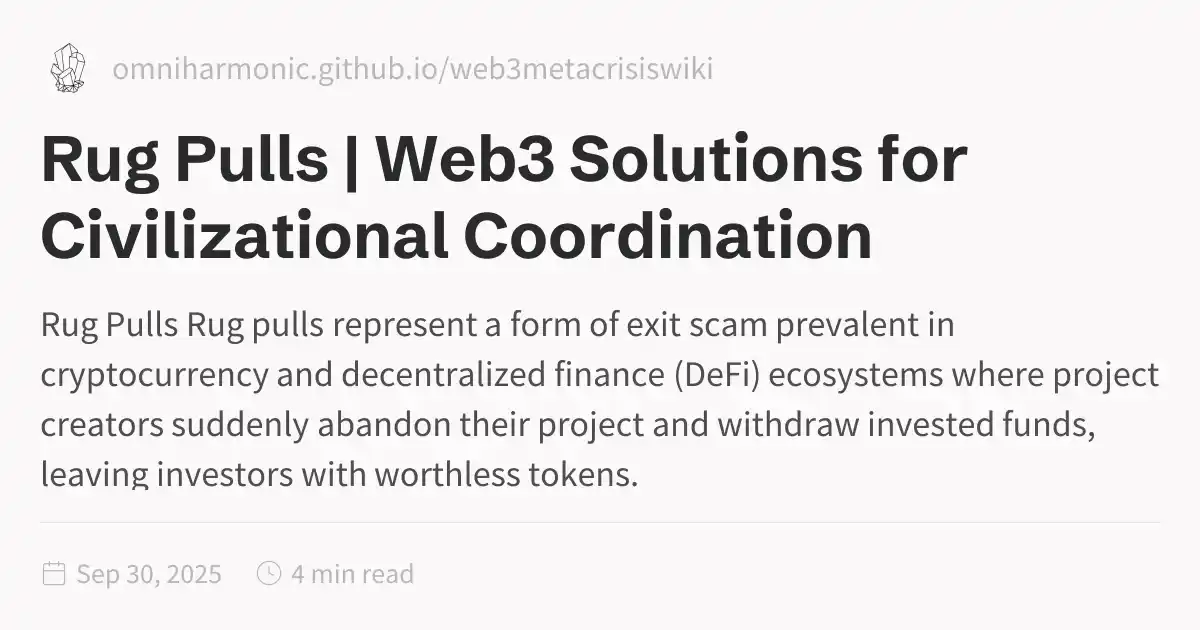 omniharmonic.github.io/web3metacrisiswiki
Rug Pulls | Web3 Solutions for
Civilizational Coordination
Rug Pulls Rug pulls represent a form of exit scam prevalent in
cryptocurrency and decentralized finance (DeFi) ecosystems where project
creators suddenly abandon their project and withdraw invested funds,
leaving investors with worthless tokens.
Sep 30, 2025 4 min read